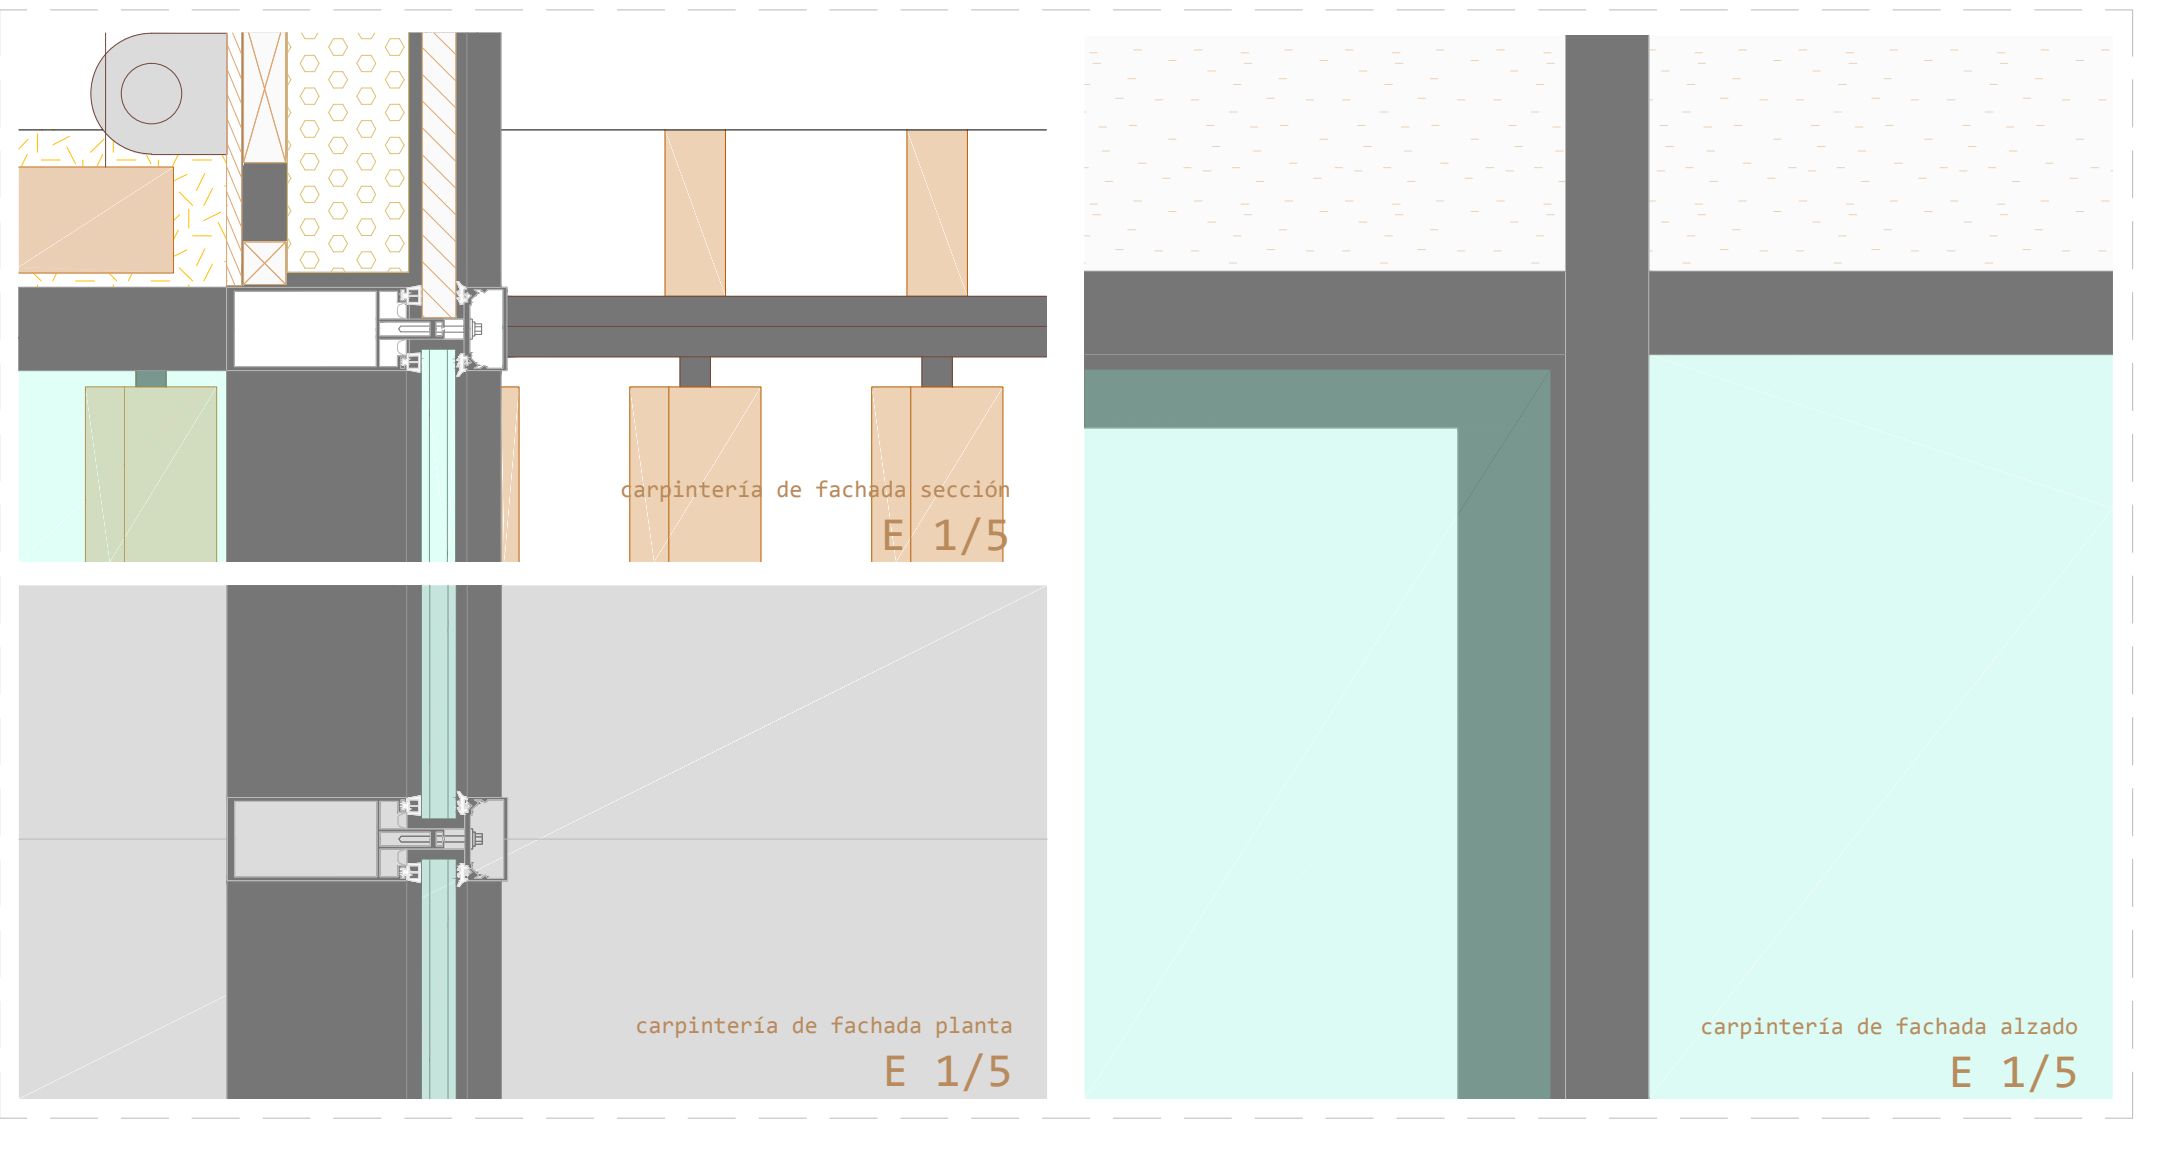 carpintería de fachada sección
E 1/5
carpintería de fachada planta
E 1/5
carpintería de fachada alzado
E 1/5